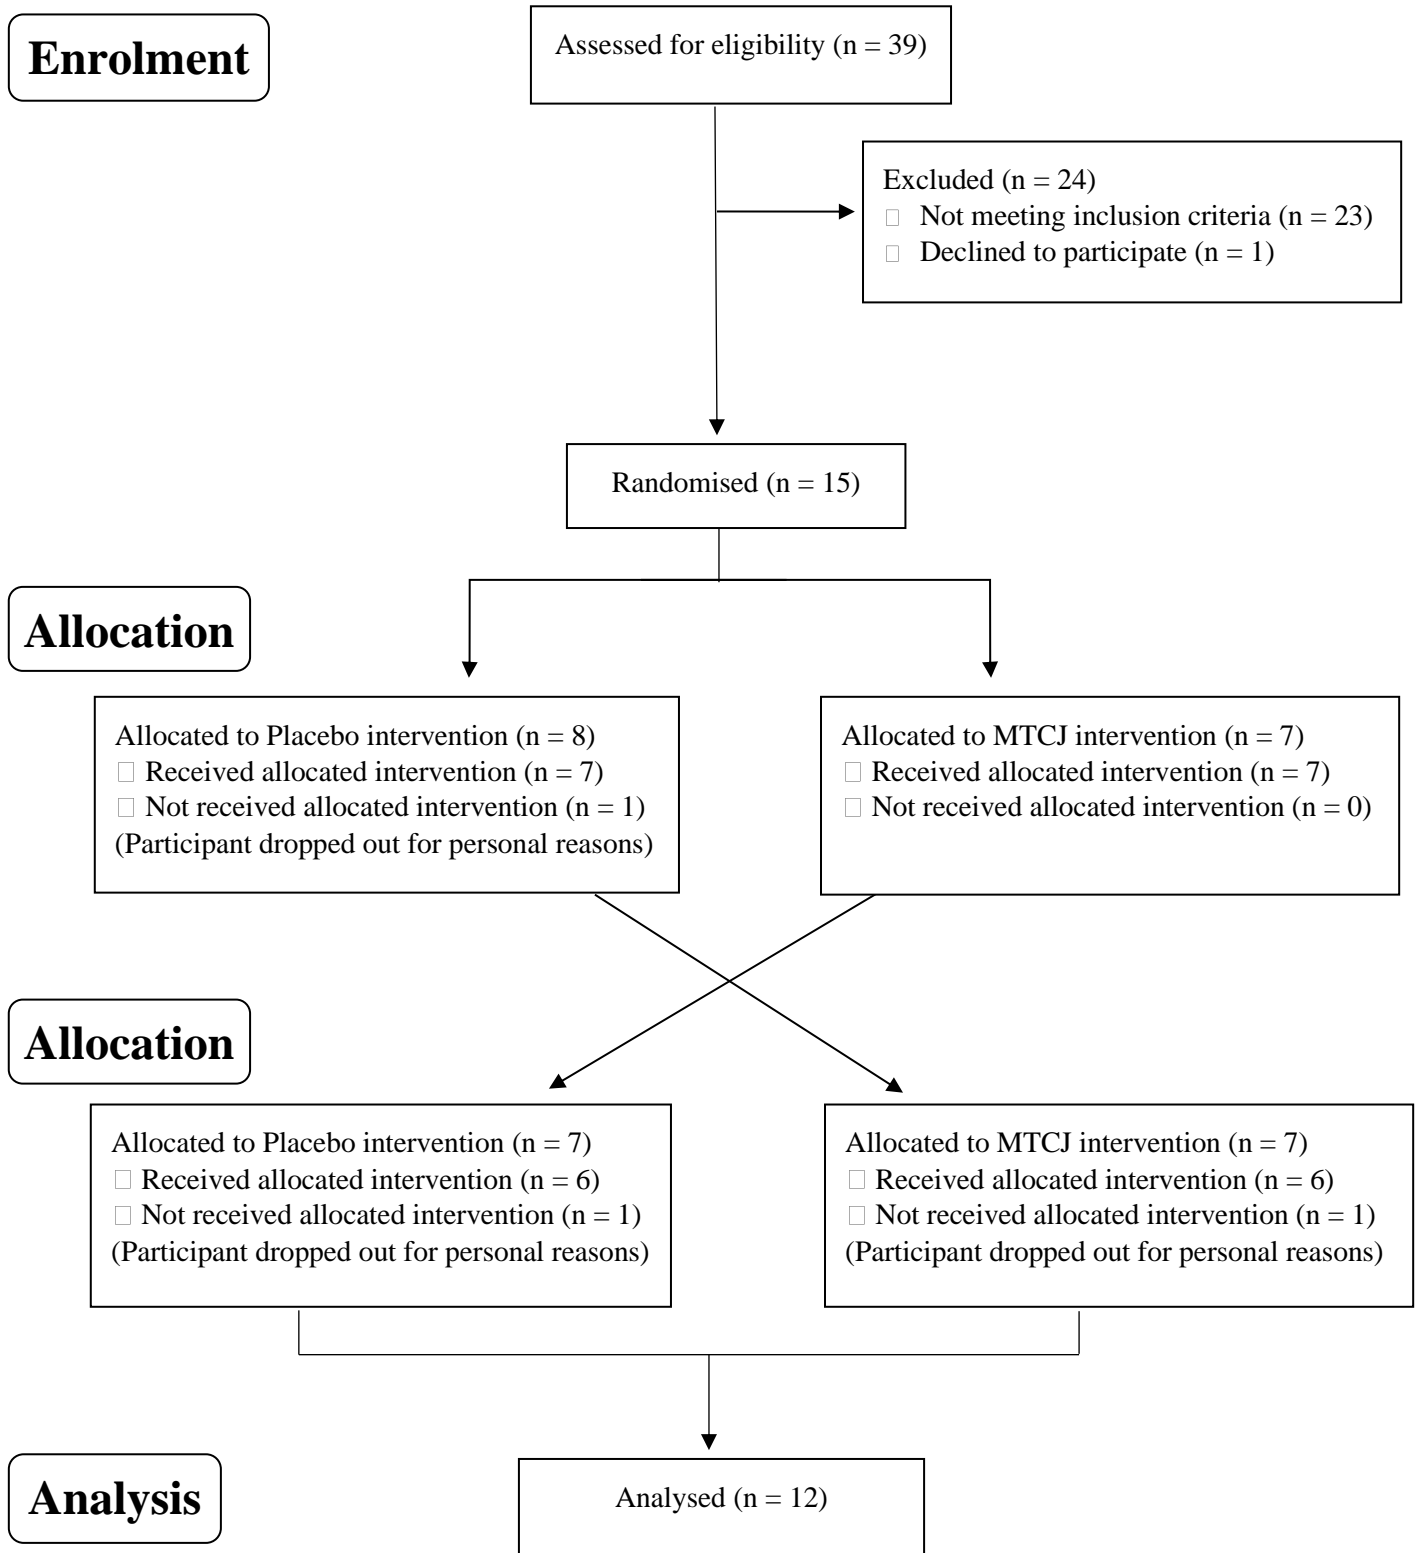 Enrolment
Assessed for eligibility (n = 39)
Excluded (n = 24)
Not meeting inclusion criteria (n = 23)
Declined to participate (n = 1)
Randomised (n = 15)
Allocation
Allocated to Placebo intervention (n = 8)
Received allocated intervention (n = 7)
Not received allocated intervention (n = 1)
(Participant dropped out for personal reasons)
Allocated to MTCJ intervention (n = 7)
Received allocated intervention (n = 7)
Not received allocated intervention (n = 0)
Allocation
Allocated to Placebo intervention (n = 7)
Received allocated intervention (n = 6)
Not received allocated intervention (n = 1)
(Participant dropped out for personal reasons)
Allocated to MTCJ intervention (n = 7)
Received allocated intervention (n = 6)
Not received allocated intervention (n = 1)
(Participant dropped out for personal reasons)
Analysis
Analysed (n = 12)